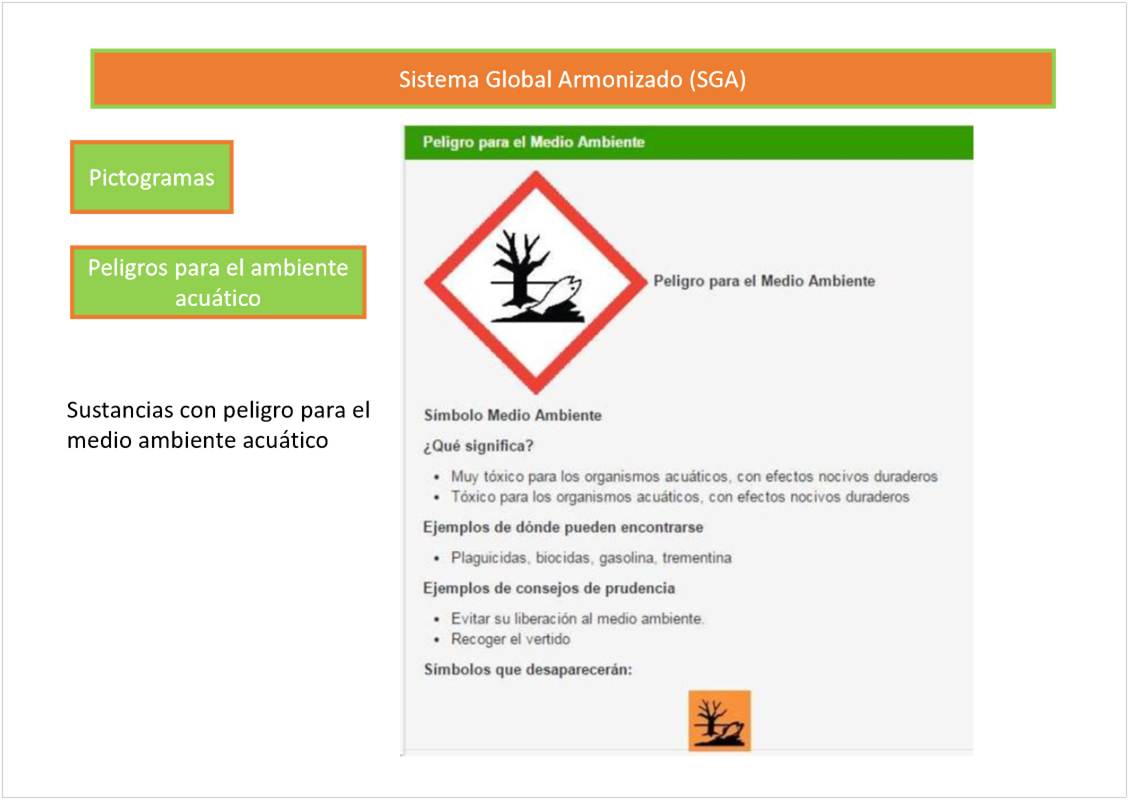 Sistema Global Armonizado (SGA)
Pictogramas
Peligros para el ambiente
acuático
Sustancias con peligro para el
medio ambiente acuático
Peligro para el Medio Ambiente
Peligro para el Medio Ambiente
Símbolo Medio Ambiente
¿Qué significa?
• Muy tóxico para los organismos acuáticos, con efectos nocivos duraderos
• Tóxico para los organismos acuáticos, con efectos nocivos duraderos
Ejemplos de dónde pueden encontrarse
• Plaguicidas, biocidas, gasolina, trementina
Ejemplos de consejos de prudencia
• Evitar su liberación al medio ambiente.
• Recoger el vertido
Símbolos que desaparecerán: